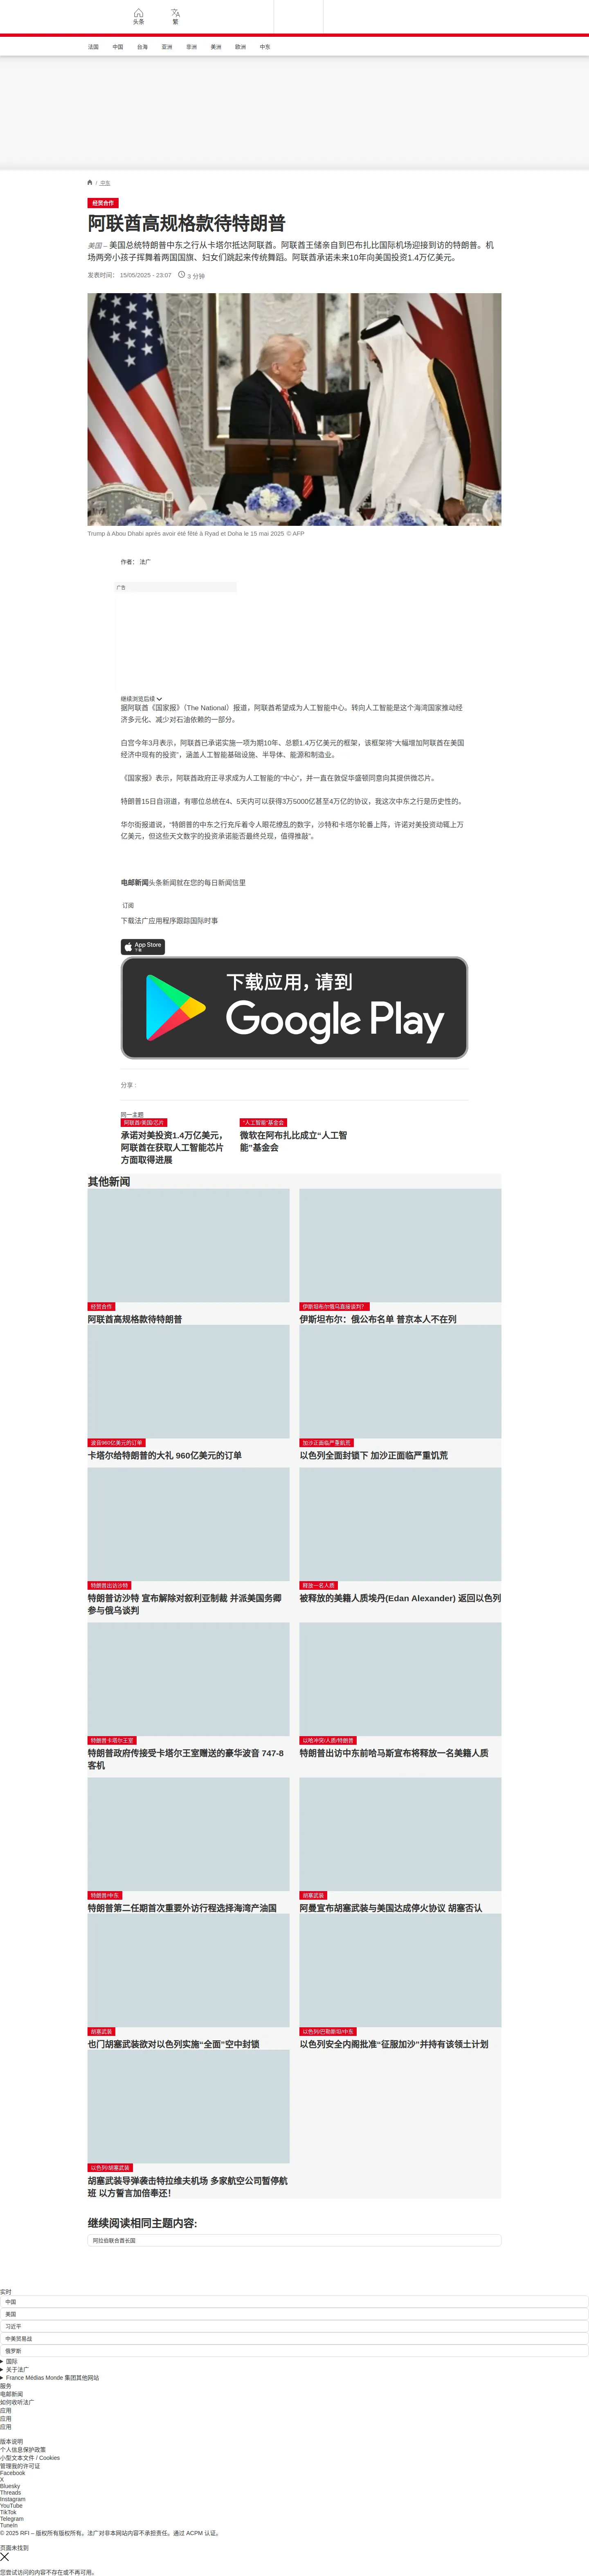 头条
繁
法国 中国 台海 亚洲 非洲 美洲 欧洲 中东
/ 中东
经贸合作
阿联酋高规格款待特朗普
美国 – 美国总统特朗普中东之行从卡塔尔抵达阿联酋。阿联酋王储亲自到巴布扎比国际机场迎接到访的特朗普。机
场两旁小孩子挥舞着两国国旗、妇女们跳起来传统舞蹈。阿联酋承诺未来10年向美国投资1.4万亿美元。
发表时间： 15/05/2025 - 23:07 3 分钟
Trump à Abou Dhabi après avoir été fêté à Ryad et Doha le 15 mai 2025 © AFP
作者： 法广
广告
继续浏览后续
据阿联酋《国家报》（The National）报道，阿联酋希望成为人工智能中心。转向人工智能是这个海湾国家推动经
济多元化、减少对石油依赖的一部分。
白宫今年3月表示，阿联酋已承诺实施一项为期10年、总额1.4万亿美元的框架，该框架将“大幅增加阿联酋在美国
经济中现有的投资”，涵盖人工智能基础设施、半导体、能源和制造业。
《国家报》表示，阿联酋政府正寻求成为人工智能的“中心”，并一直在敦促华盛顿同意向其提供微芯片。
特朗普15日自诩道，有哪位总统在4、5天内可以获得3万5000亿甚至4万亿的协议，我这次中东之行是历史性的。
华尔街报道说，“特朗普的中东之行充斥着令人眼花缭乱的数字，沙特和卡塔尔轮番上阵，许诺对美投资动辄上万
亿美元，但这些天文数字的投资承诺能否最终兑现，值得推敲”。
电邮新闻头条新闻就在您的每日新闻信里
订阅
下载法广应用程序跟踪国际时事
App Store
下载
下载应用，请到
Google Play
分享 :
同一主题
阿联酋/美国/芯片
承诺对美投资1.4万亿美元，
阿联酋在获取人工智能芯片
方面取得进展
“人工智能”基金会
微软在阿布扎比成立“人工智
能”基金会
其他新闻
经贸合作
阿联酋高规格款待特朗普
伊斯坦布尔俄乌直接谈判？
伊斯坦布尔：俄公布名单 普京本人不在列
波音960亿美元的订单
卡塔尔给特朗普的大礼 960亿美元的订单
加沙正面临严重饥荒
以色列全面封锁下 加沙正面临严重饥荒
特朗普出访沙特
特朗普访沙特 宣布解除对叙利亚制裁 并派美国务卿
参与俄乌谈判
释放一名人质
被释放的美籍人质埃丹(Edan Alexander) 返回以色列
特朗普卡塔尔王室
特朗普政府传接受卡塔尔王室赠送的豪华波音 747-8
客机
以哈冲突/人质/特朗普
特朗普出访中东前哈马斯宣布将释放一名美籍人质
特朗普/中东
特朗普第二任期首次重要外访行程选择海湾产油国
胡塞武装
阿曼宣布胡塞武装与美国达成停火协议 胡塞否认
胡塞武装
也门胡塞武装欲对以色列实施“全面”空中封锁
以色列/巴勒斯坦/中东
以色列安全内阁批准“征服加沙”并持有该领土计划
以色列/胡塞武装
胡塞武装导弹袭击特拉维夫机场 多家航空公司暂停航
班 以方誓言加倍奉还！
继续阅读相同主题内容:
阿拉伯联合酋长国
实时
中国
美国
习近平
中美贸易战
俄罗斯
国际
关于法广
France Médias Monde 集团其他网站
服务
电邮新闻
如何收听法广
应用
应用
应用
版本说明
个人信息保护政策
小型文本文件 / Cookies
管理我的许可证
Facebook
X
Bluesky
Threads
Instagram
YouTube
TikTok
Telegram
TuneIn
© 2025 RFI – 版权所有版权所有。法广对非本网站内容不承担责任。通过 ACPM 认证。
页面未找到
您尝试访问的内容不存在或不再可用。